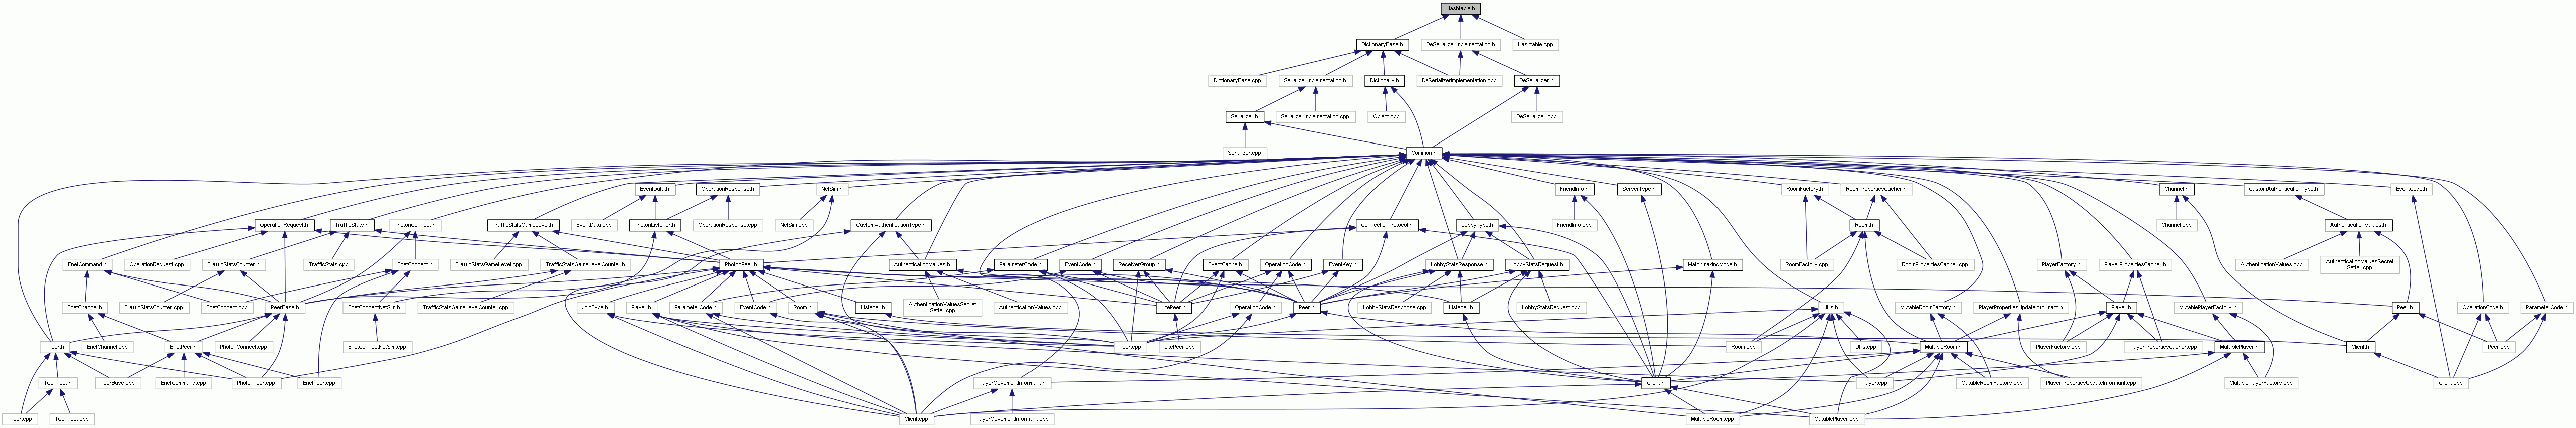 Hashtable.h
DictionaryBase.h
DeSerializerImplementation.h
Hashtable.cpp
DictionaryBase.cpp
SerializerImplementation.h
Dictionary.h
DeSerializerImplementation.cpp
DeSerializer.h
Serializer.h
SerializerImplementation.cpp
Object.cpp
DeSerializer.cpp
Serializer.cpp
Common.h
EventData.h
OperationResponse.h
NetSim.h
FriendInfo.h
ServerType.h
RoomFactory.h
RoomPropertiesCacher.h
Channel.h
CustomAuthenticationType.h
EventCode.h
OperationRequest.h
TrafficStats.h
PhotonConnect.h
TrafficStatsGameLevel.h
EventData.cpp
PhotonListener.h
OperationResponse.cpp
NetSim.cpp
CustomAuthenticationType.h
ConnectionProtocol.h
LobbyType.h
FriendInfo.cpp
Room.h
Channel.cpp
AuthenticationValues.h
EnetCommand.h
OperationRequest.cpp
TrafficStatsCounter.h
TrafficStats.cpp
EnetConnect.h
TrafficStatsGameLevel.cpp
TrafficStatsGameLevelCounter.h
PhotonPeer.h
AuthenticationValues.h
ParameterCode.h
EventCode.h
ReceiverGroup.h
EventCache.h
OperationCode.h
EventKey.h
LobbyStatsResponse.h
LobbyStatsRequest.h
MatchmakingMode.h
RoomFactory.cpp
RoomPropertiesCacher.cpp
PlayerFactory.h
PlayerPropertiesCacher.h
AuthenticationValues.cpp
AuthenticationValuesSecret
Setter.cpp
EnetChannel.h
TrafficStatsCounter.cpp
EnetConnect.cpp
PeerBase.h
EnetConnectNetSim.h
TrafficStatsGameLevelCounter.cpp
JoinType.h
Player.h
ParameterCode.h
EventCode.h
Room.h
Listener.h
AuthenticationValuesSecret
Setter.cpp
AuthenticationValues.cpp
LitePeer.h
OperationCode.h
Peer.h
LobbyStatsResponse.cpp
Listener.h
LobbyStatsRequest.cpp
Utils.h
MutableRoomFactory.h
PlayerPropertiesUpdateInformant.h
Player.h
MutablePlayerFactory.h
Peer.h
OperationCode.h
ParameterCode.h
TPeer.h
EnetChannel.cpp
EnetPeer.h
PhotonConnect.cpp
EnetConnectNetSim.cpp
Peer.cpp
LitePeer.cpp
Room.cpp
Utils.cpp
MutableRoom.h
PlayerFactory.cpp
PlayerPropertiesCacher.cpp
MutablePlayer.h
Client.h
Peer.cpp
TConnect.h
PeerBase.cpp
EnetCommand.cpp
PhotonPeer.cpp
EnetPeer.cpp
PlayerMovementInformant.h
Client.h
Player.cpp
MutableRoomFactory.cpp
PlayerPropertiesUpdateInformant.cpp
MutablePlayerFactory.cpp
Client.cpp
TPeer.cpp
TConnect.cpp
Client.cpp
PlayerMovementInformant.cpp
MutableRoom.cpp
MutablePlayer.cpp